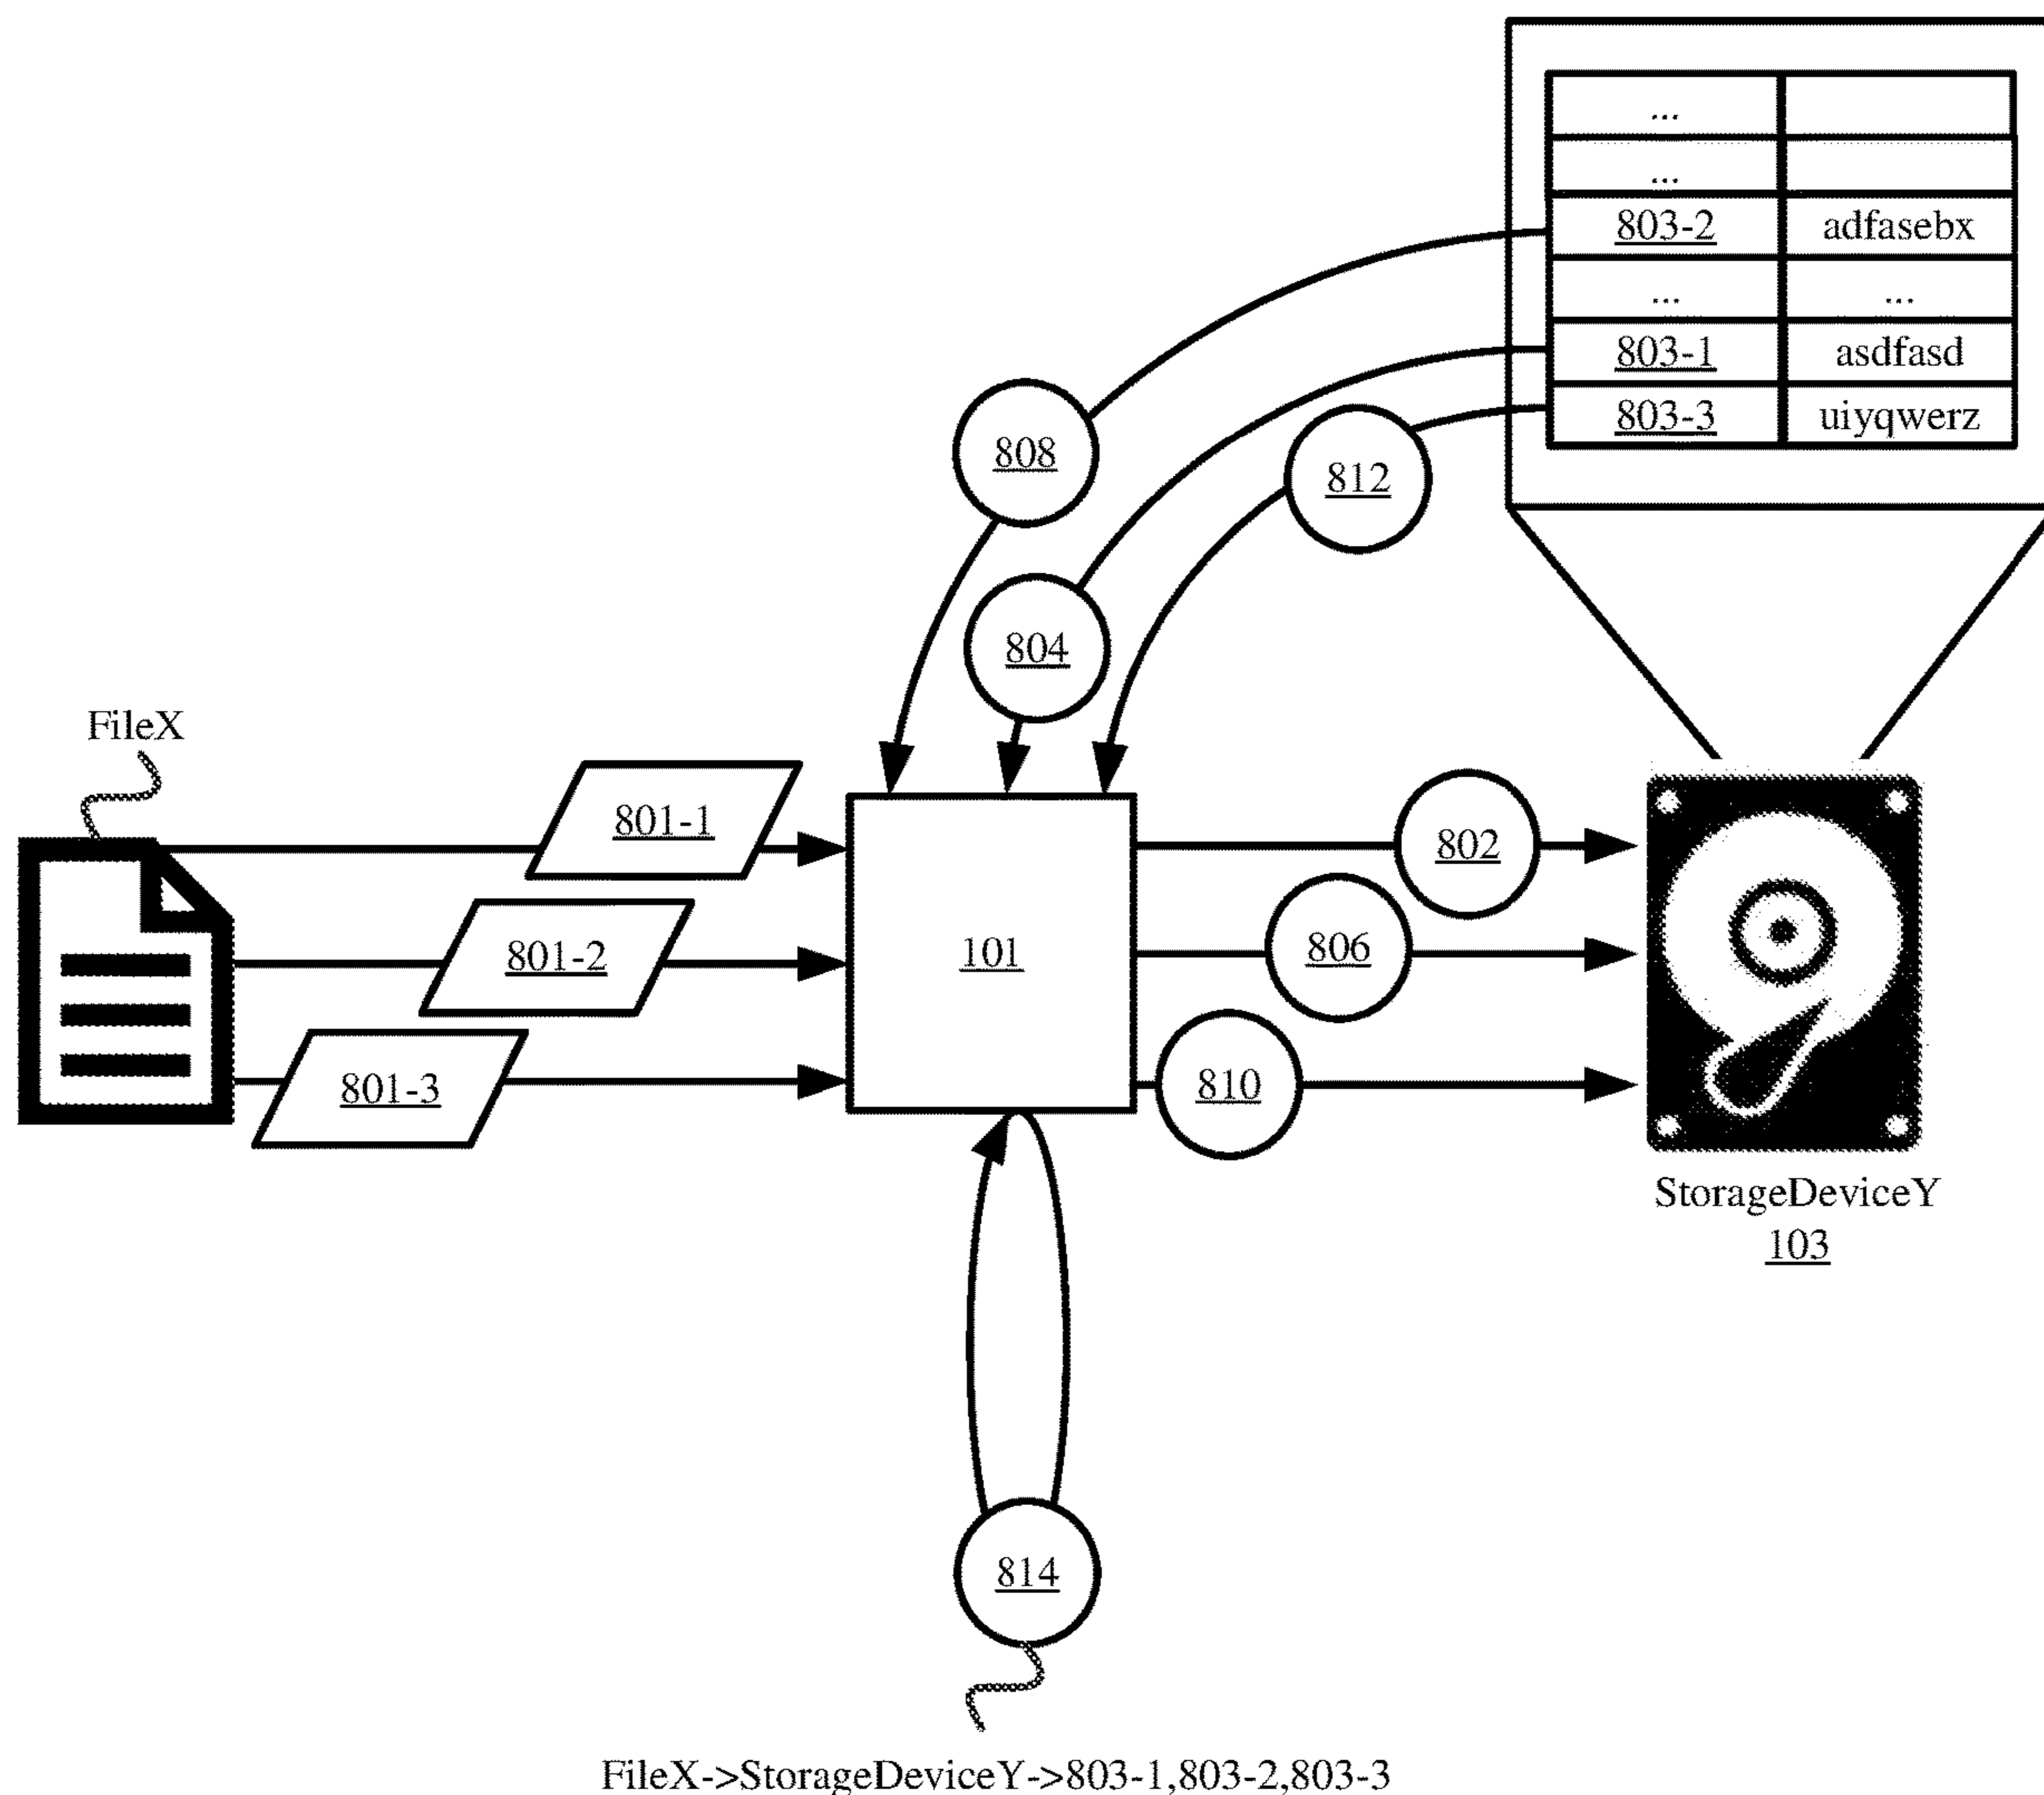 ...
...
803-2 adfasebx
... ...
803-1 asdfasd
803-3 uiyqwerz
808
812
804
FileX
801-1
802
801-2
101
806
801-3
810
StorageDeviceY
103
814
FileX->StorageDeviceY->803-1,803-2,803-3